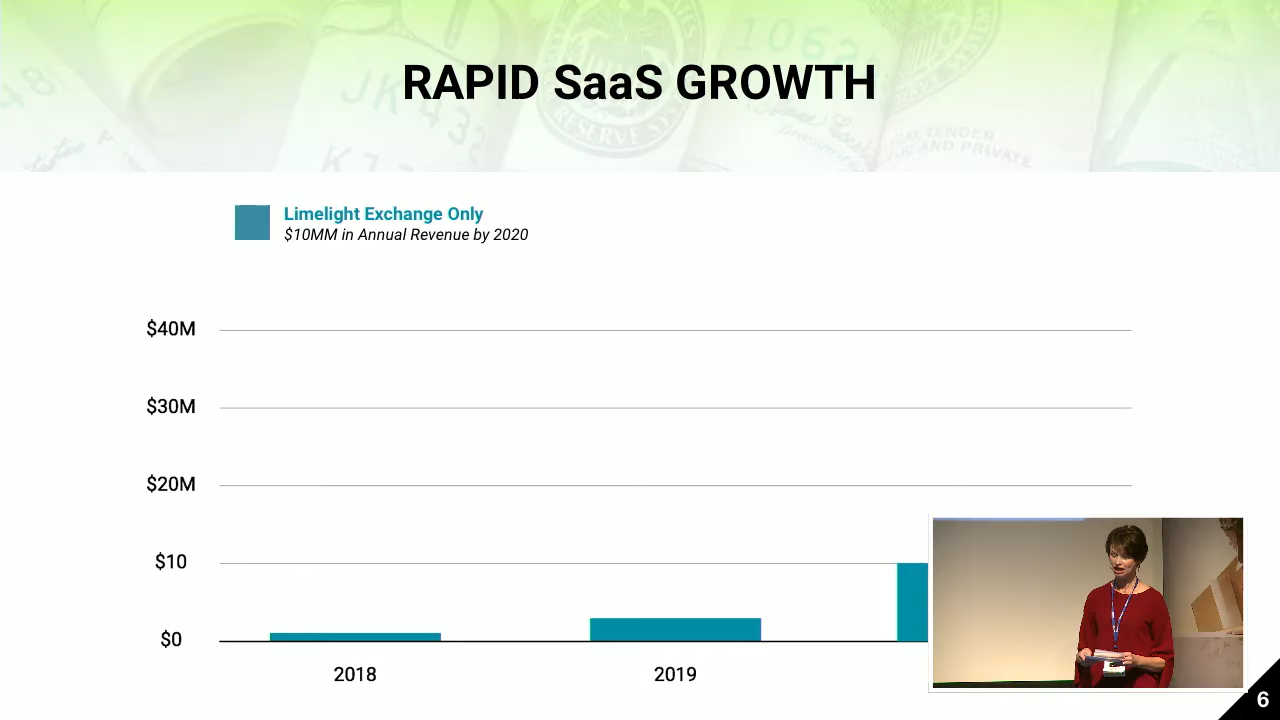 RAPID SaaS GROWTH
Limelight Exchange Only
$10MM in Annual Revenue by 2020
$40M
$30M
$20M
$10
$0
2018
2019
6